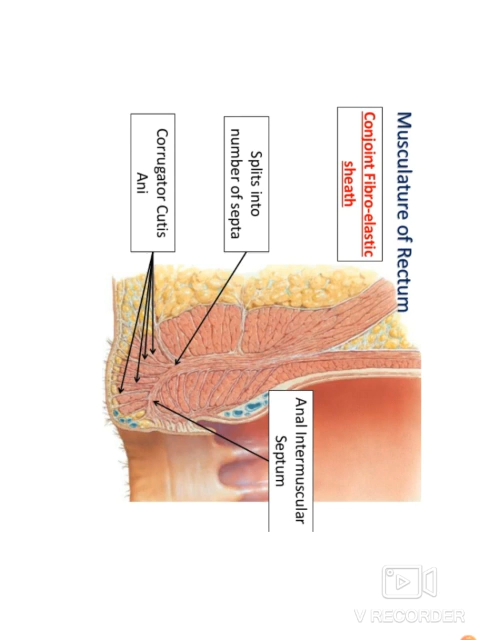 Musculature of Rectum
Conjoint Fibro-elastic
sheath
Splits into
number of septa
Corrugator Cutis
Ani
Anal Intermuscular
Septum
V RECORDER